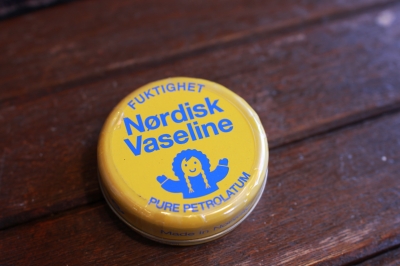 FUKTIGHET
Nørdisk
Vaseline
PURE PETROLATUM